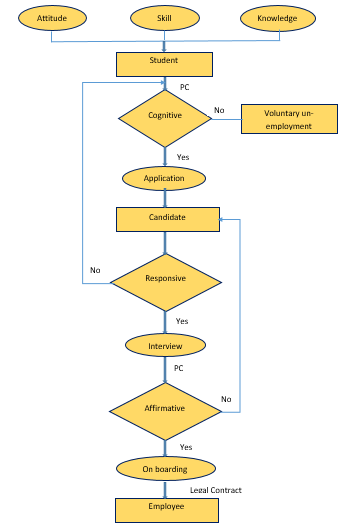 Attitude
Skill
Knowledge
Student
PC
Cognitive
No
Voluntary un-
employment
Yes
Application
Candidate
No
Responsive
Yes
Interview
PC
No
Affirmative
Yes
On boarding
Legal Contract
Employee